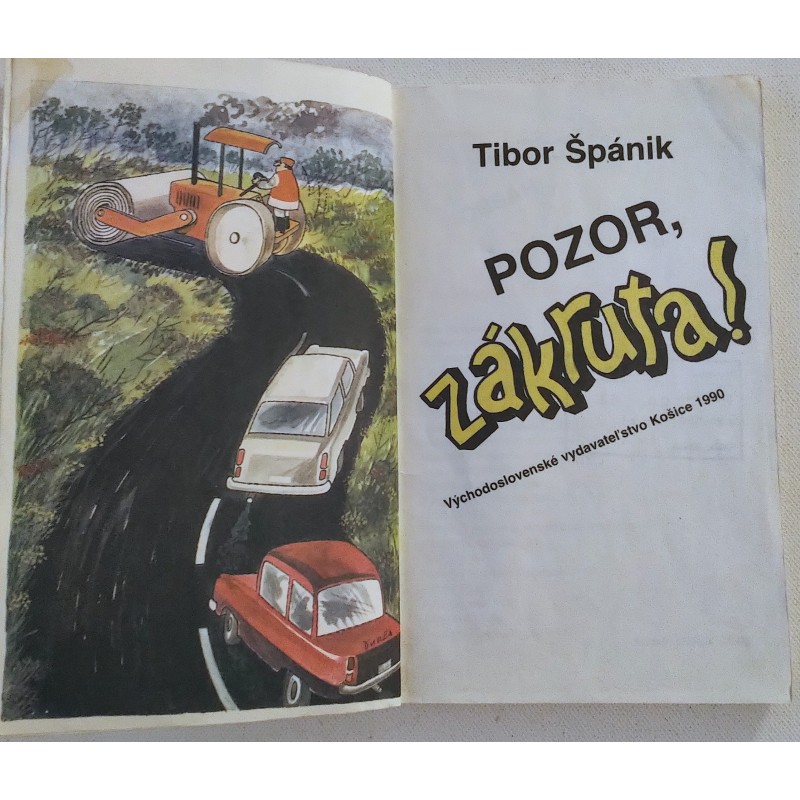 Tibor Špánik
POZOR,
zákruta!
Východoslovenské vydavateľstvo Košice 1990